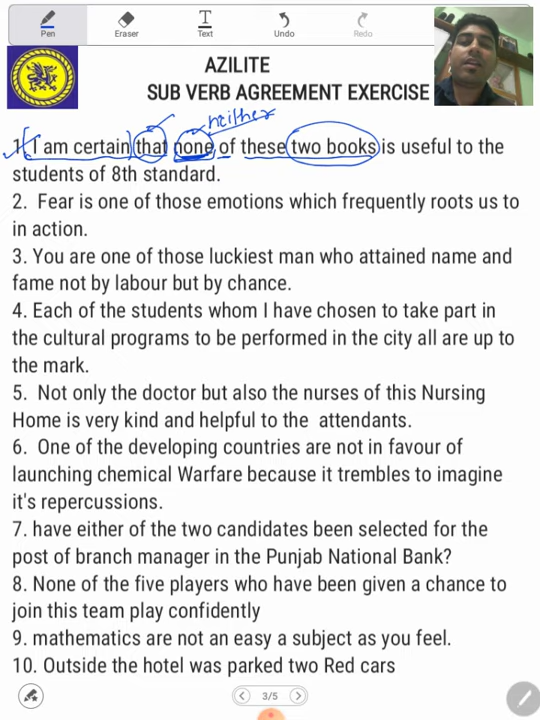 Pen Eraser Text Undo Redo
AZILITE
SUB VERB AGREEMENT EXERCISE
neither
1. I am certain that none of these two books is useful to the
students of 8th standard.
2. Fear is one of those emotions which frequently roots us to
in action.
3. You are one of those luckiest man who attained name and
fame not by labour but by chance.
4. Each of the students whom I have chosen to take part in
the cultural programs to be performed in the city all are up to
the mark.
5. Not only the doctor but also the nurses of this Nursing
Home is very kind and helpful to the attendants.
6. One of the developing countries are not in favour of
launching chemical Warfare because it trembles to imagine
it's repercussions.
7. have either of the two candidates been selected for the
post of branch manager in the Punjab National Bank?
8. None of the five players who have been given a chance to
join this team play confidently
9. mathematics are not an easy a subject as you feel.
10. Outside the hotel was parked two Red cars
3/5